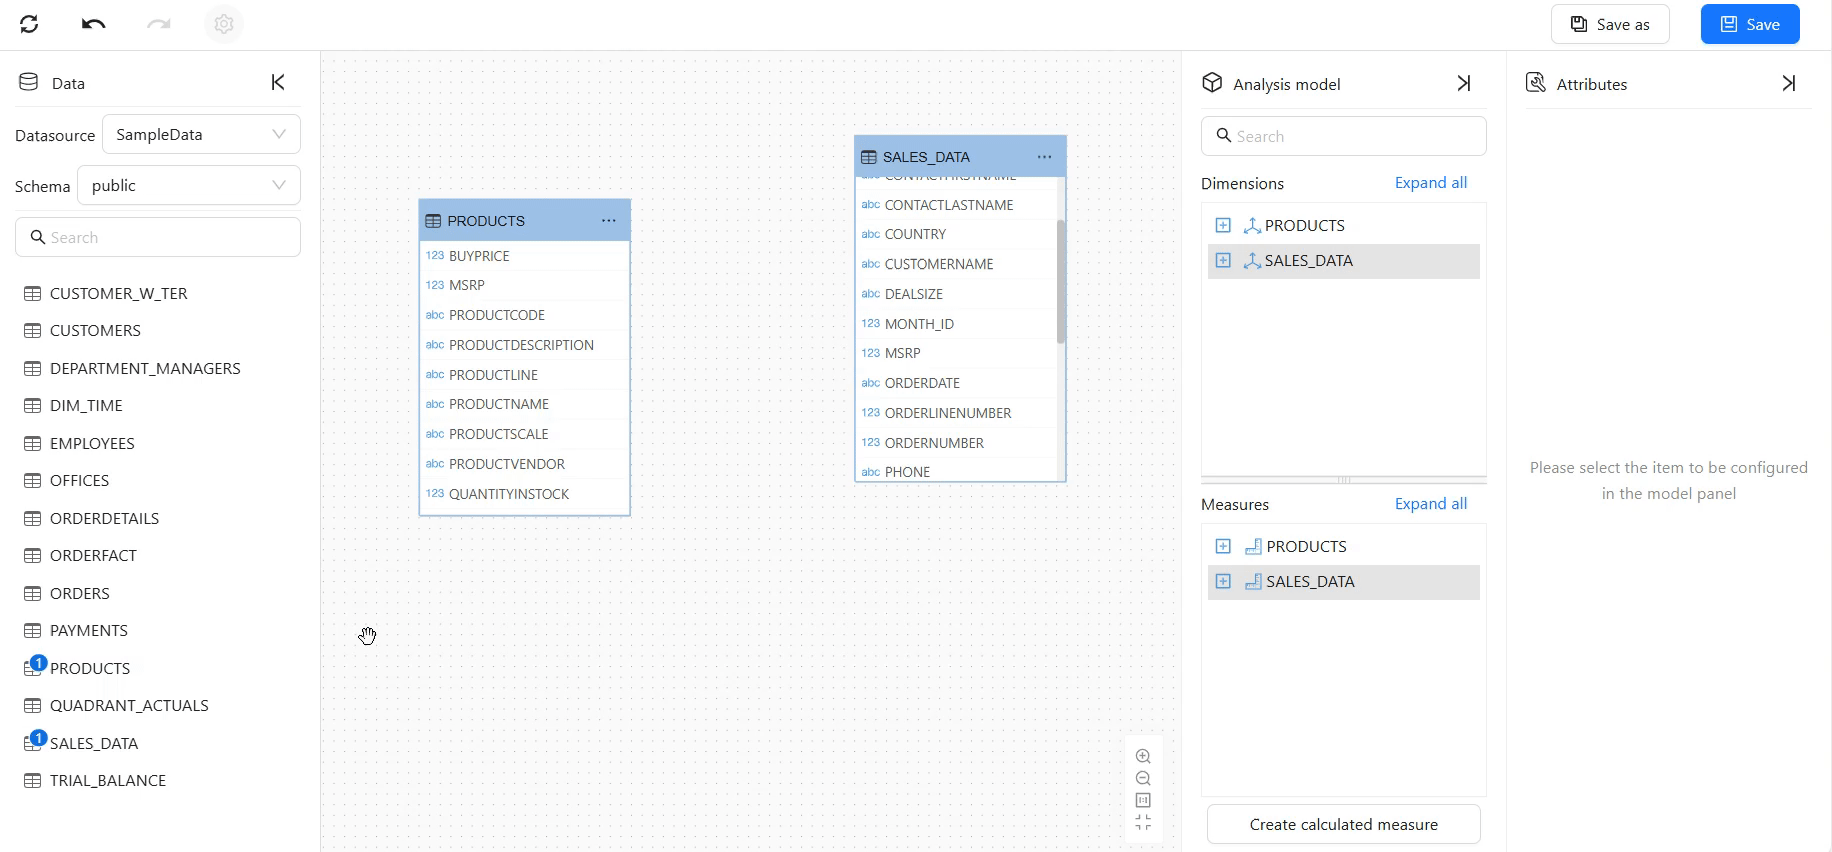 Save as
Save
Data
Datasource
SampleData
Schema
public
Search
CUSTOMER_W_TER
CUSTOMERS
DEPARTMENT_MANAGERS
DIM_TIME
EMPLOYEES
OFFICES
ORDERDETAILS
ORDERFACT
ORDERS
PAYMENTS
1 PRODUCTS
QUADRANT_ACTUALS
1 SALES_DATA
TRIAL_BALANCE
PRODUCTS ...
123 BUYPRICE
123 MSRP
abc PRODUCTCODE
abc PRODUCTDESCRIPTION
abc PRODUCTLINE
abc PRODUCTNAME
abc PRODUCTSCALE
abc PRODUCTVENDOR
123 QUANTITYINSTOCK
SALES_DATA ...
abc CONTACTFIRSTNAME
abc CONTACTLASTNAME
abc COUNTRY
abc CUSTOMERNAME
abc DEALSIZE
123 MONTH_ID
123 MSRP
abc ORDERDATE
123 ORDERLINENUMBER
123 ORDERNUMBER
abc PHONE
Analysis model
Search
Dimensions Expand all
PRODUCTS
SALES_DATA
Measures Expand all
PRODUCTS
SALES_DATA
Create calculated measure
Attributes
Please select the item to be configured
in the model panel